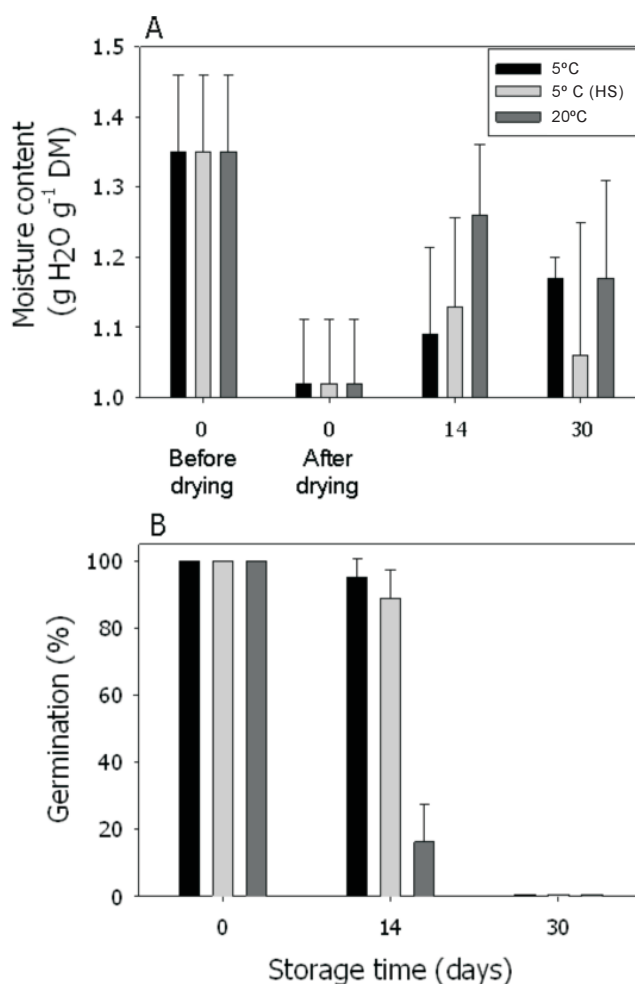 A
1.5
1.4
1.3
1.2
1.1
1.0
Moisture content
(g H2O g⁻¹ DM)
5ºC
5º C (HS)
20ºC
0 0 14 30
Before After
drying drying
B
100
80
60
40
20
0
Germination (%)
0 14 30
Storage time (days)